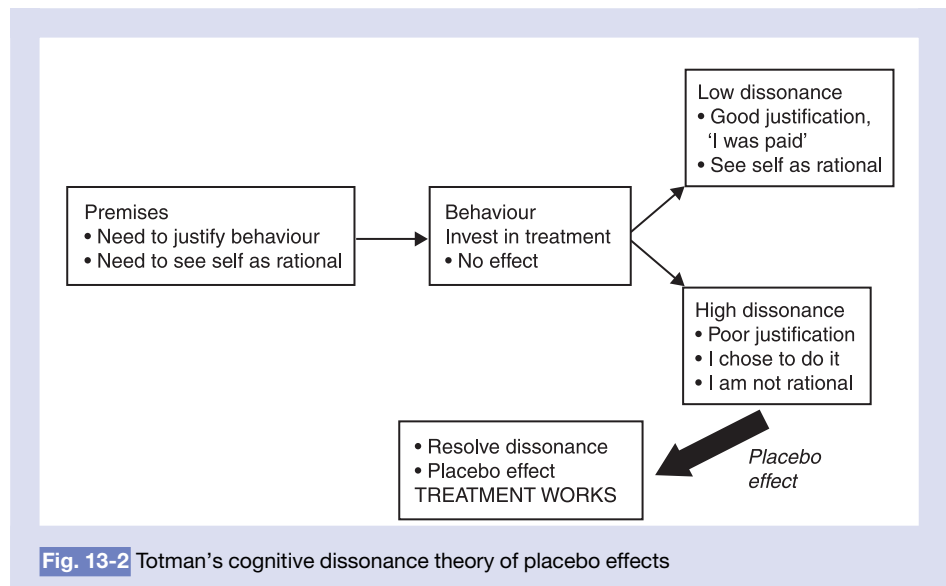 Premises
• Need to justify behaviour
• Need to see self as rational
Behaviour
Invest in treatment
• No effect
Low dissonance
• Good justification,
‘I was paid’
• See self as rational
High dissonance
• Poor justification
• I chose to do it
• I am not rational
Placebo
effect
• Resolve dissonance
• Placebo effect
TREATMENT WORKS
Fig. 13-2 Totman’s cognitive dissonance theory of placebo effects